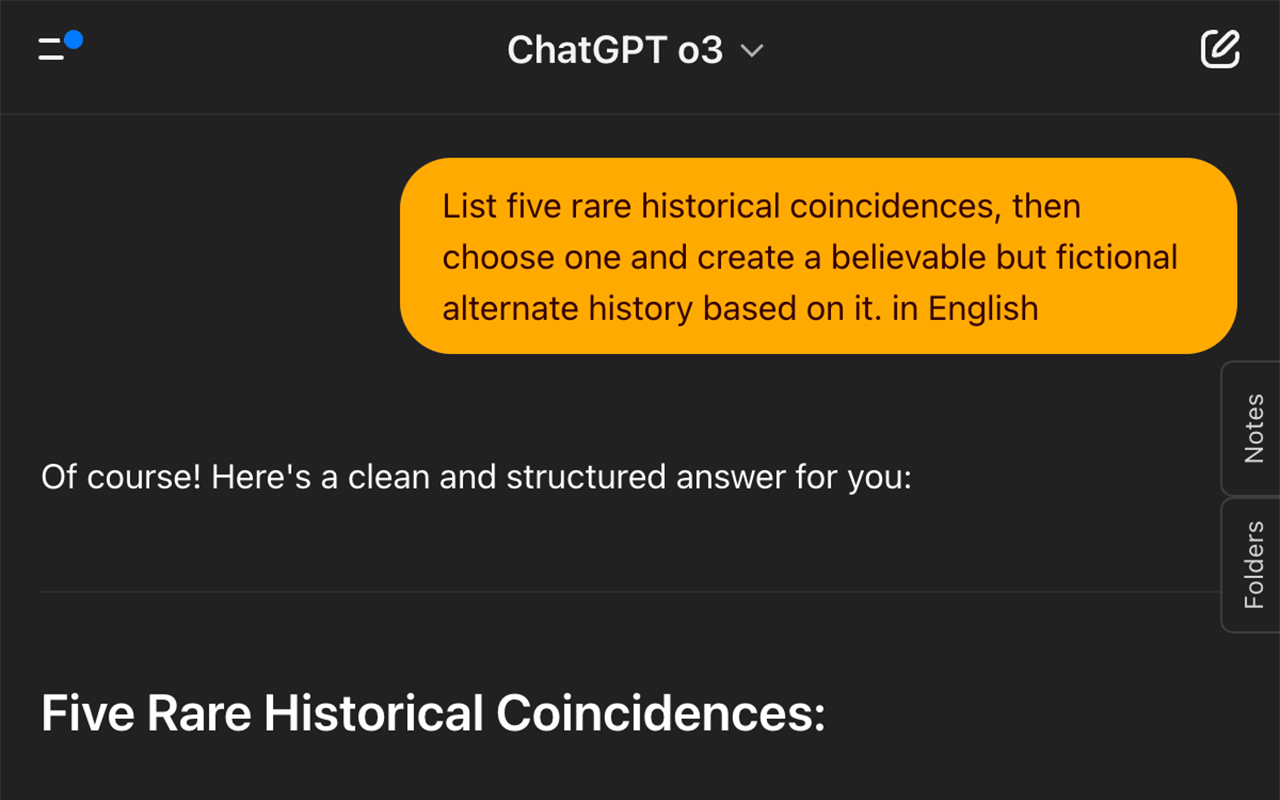 ChatGPT o3
List five rare historical coincidences, then
choose one and create a believable but fictional
alternate history based on it. in English
Notes
Of course! Here's a clean and structured answer for you:
Folders
Five Rare Historical Coincidences: